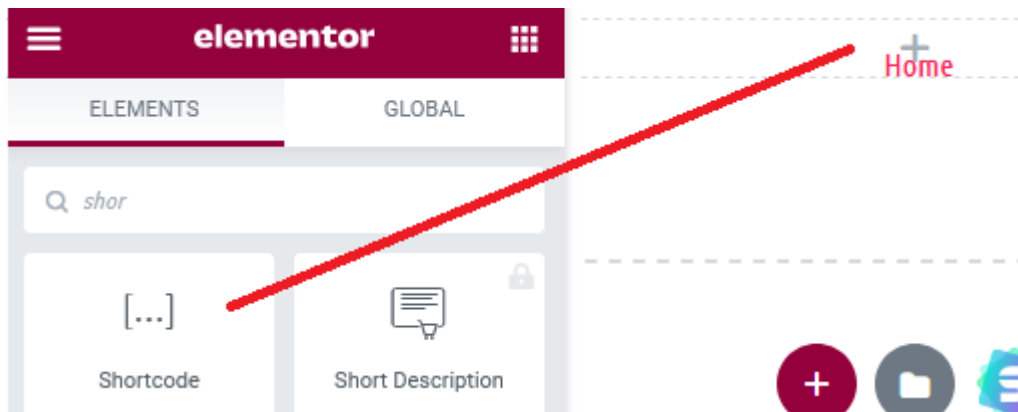 elementor
Home
ELEMENTS GLOBAL
shor
[...]
Shortcode Short Description